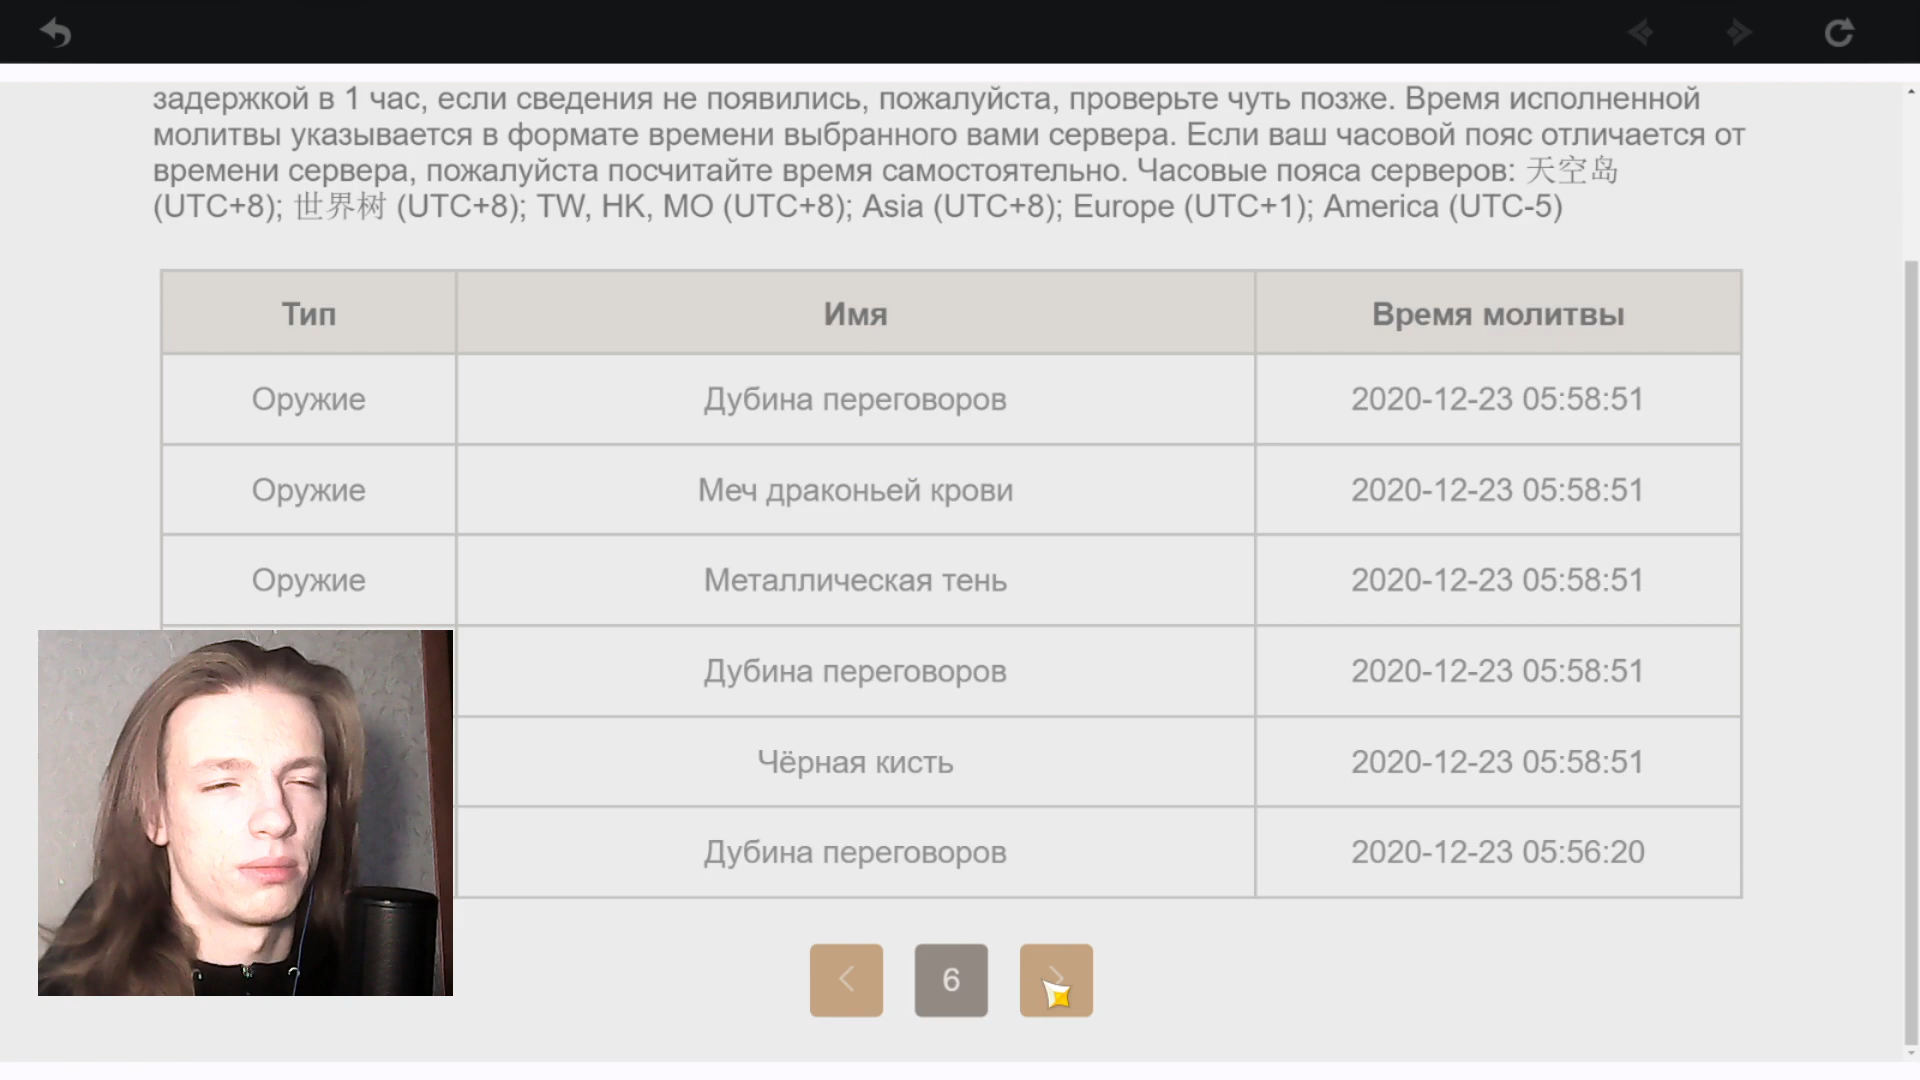 задержкой в 1 час, если сведения не появились, пожалуйста, проверьте чуть позже. Время исполненной
молитвы указывается в формате времени выбранного вами сервера. Если ваш часовой пояс отличается от
времени сервера, пожалуйста посчитайте время самостоятельно. Часовые пояса серверов: 天空岛
(UTC+8); 世界树 (UTC+8); TW, HK, MO (UTC+8); Asia (UTC+8); Europe (UTC+1); America (UTC-5)
Тип Имя Время молитвы
Оружие Дубина переговоров 2020-12-23 05:58:51
Оружие Меч драконьей крови 2020-12-23 05:58:51
Оружие Металлическая тень 2020-12-23 05:58:51
Дубина переговоров 2020-12-23 05:58:51
Чёрная кисть 2020-12-23 05:58:51
Дубина переговоров 2020-12-23 05:56:20
6